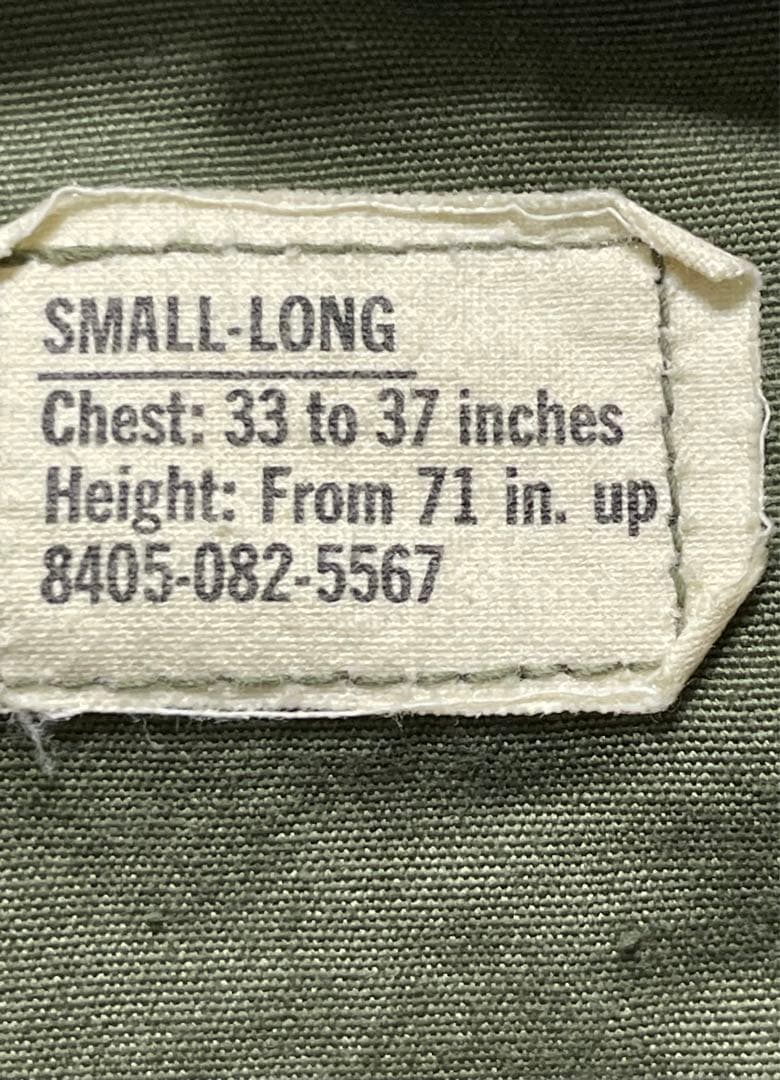 SMALL-LONG
Chest: 33 to 37 inches
Height: From 71 in. up
8405-082-5567